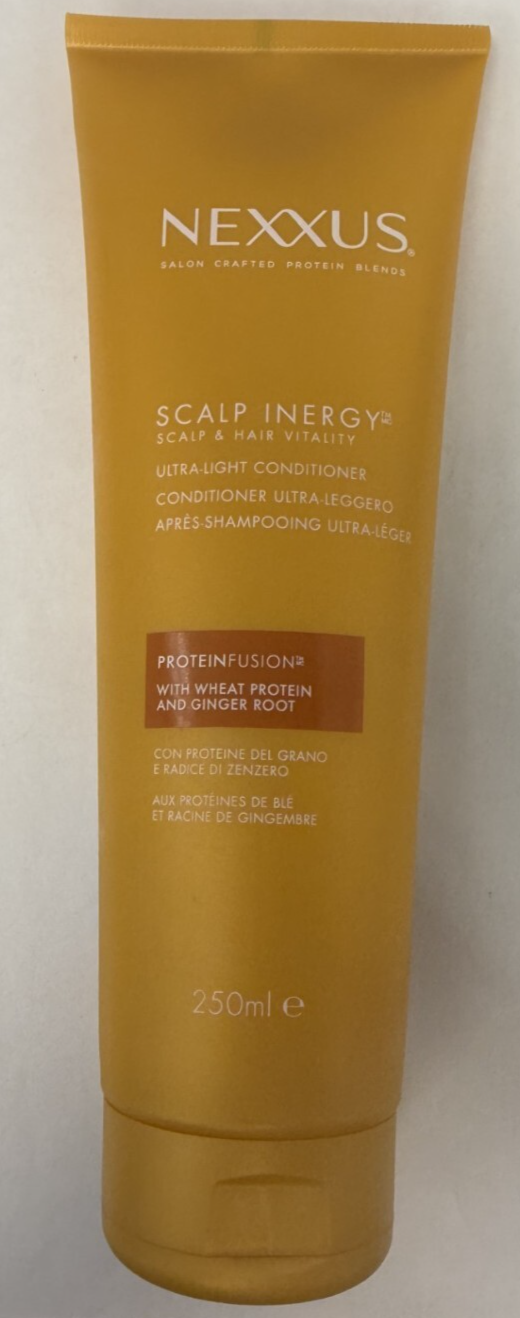 NEXXUS®
SALON CRAFTED PROTEIN BLENDS
SCALP INERGY™ MC
SCALP & HAIR VITALITY
ULTRA-LIGHT CONDITIONER
CONDITIONER ULTRA-LEGGERO
APRÈS-SHAMPOOING ULTRA-LÉGER
PROTEINFUSION
WITH WHEAT PROTEIN
AND GINGER ROOT
CON PROTEINE DEL GRANO
E RADICE DI ZENZERO
AUX PROTÉINES DE BLÉ
ET RACINE DE GINGEMBRE
250ml ℮